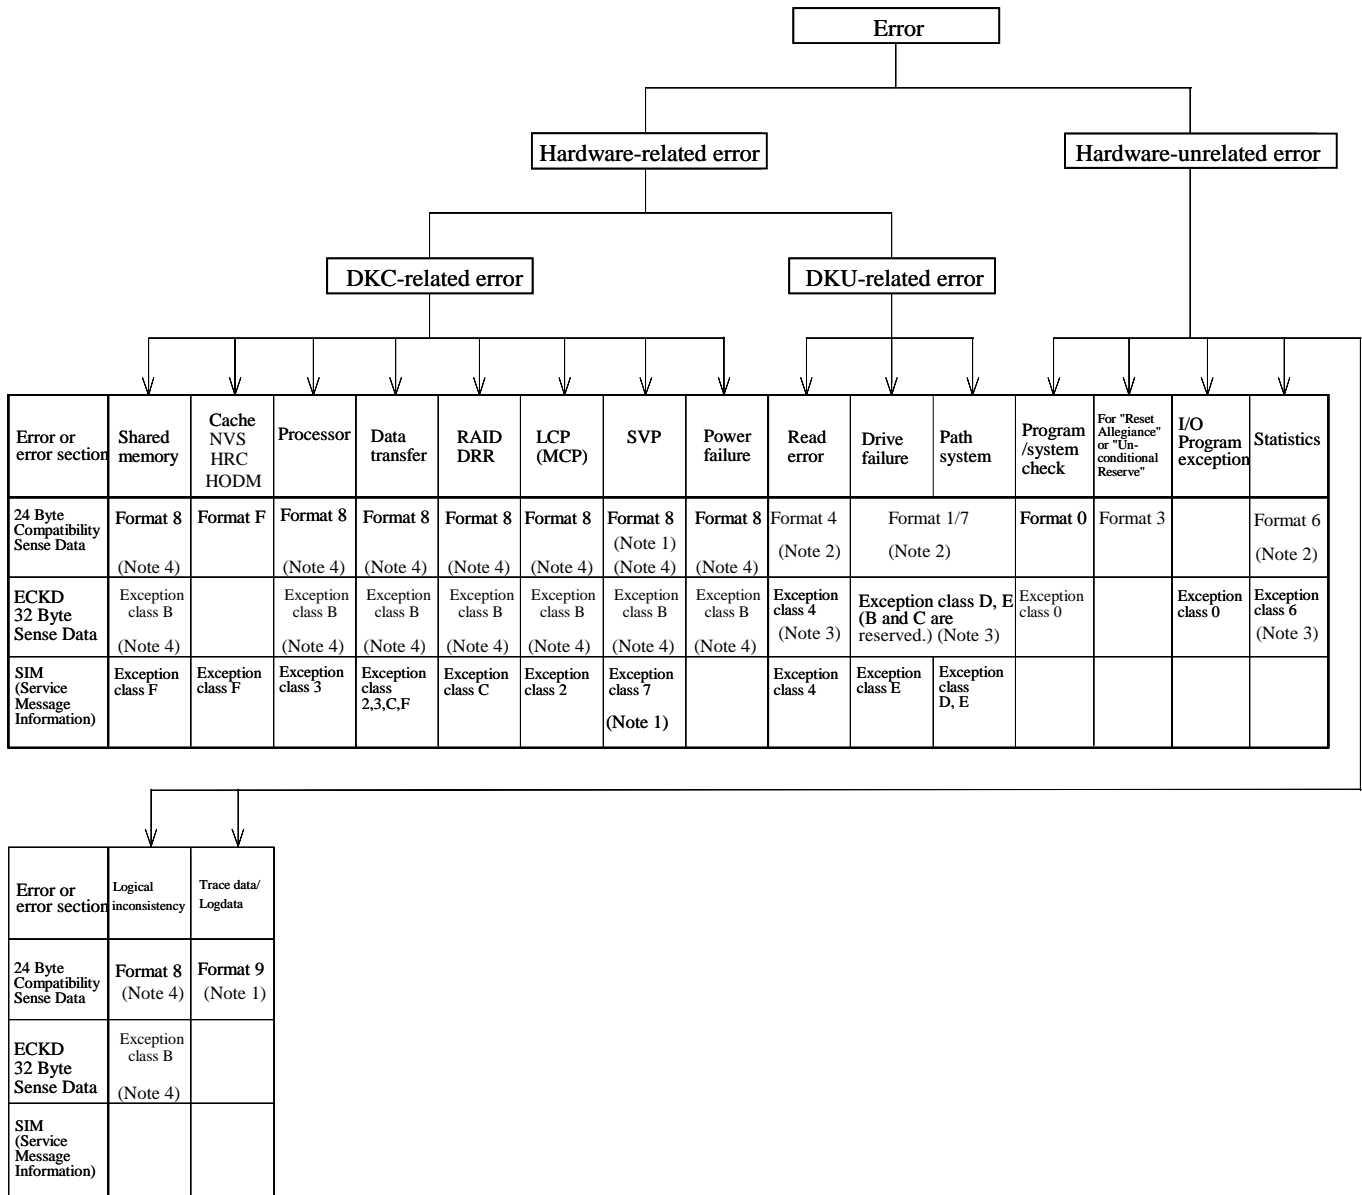 Error
Hardware-related error
Hardware-unrelated error
DKC-related error
DKU-related error
Error or
error section
Shared
memory
Cache
NVS
HRC
HODM
Processor
Data
transfer
RAID
DRR
LCP
(MCP)
SVP
Power
failure
Read
error
Drive
failure
Path
system
Program
/system
check
For "Reset
Allegiance"
or "Un-
conditional
Reserve"
I/O
Program
exception
Statistics
24 Byte
Compatibility
Sense Data
Format 8
(Note 4)
Format F
Format 8
(Note 4)
Format 8
(Note 4)
Format 8
(Note 4)
Format 8
(Note 4)
Format 8
(Note 1)
(Note 4)
Format 8
(Note 4)
Format 4
(Note 2)
Format 1/7
(Note 2)
Format 0
Format 3
Format 6
(Note 2)
ECKD
32 Byte
Sense Data
Exception
class B
(Note 4)
Exception
class B
(Note 4)
Exception
class B
(Note 4)
Exception
class B
(Note 4)
Exception
class B
(Note 4)
Exception
class B
(Note 4)
Exception
class B
(Note 4)
Exception
class 4
(Note 3)
Exception class D, E
(B and C are
reserved.) (Note 3)
Exception
class 0
Exception
class 0
Exception
class 6
(Note 3)
SIM
(Service
Message
Information)
Exception
class F
Exception
class F
Exception
class 3
Exception
class
2,3,C,F
Exception
class C
Exception
class 2
Exception
class 7
(Note 1)
Exception
class 4
Exception
class E
Exception
class
D, E
Error or
error section
Logical
inconsistency
Trace data/
Logdata
24 Byte
Compatibility
Sense Data
Format 8
(Note 4)
Format 9
(Note 1)
ECKD
32 Byte
Sense Data
Exception
class B
(Note 4)
SIM
(Service
Message
Information)